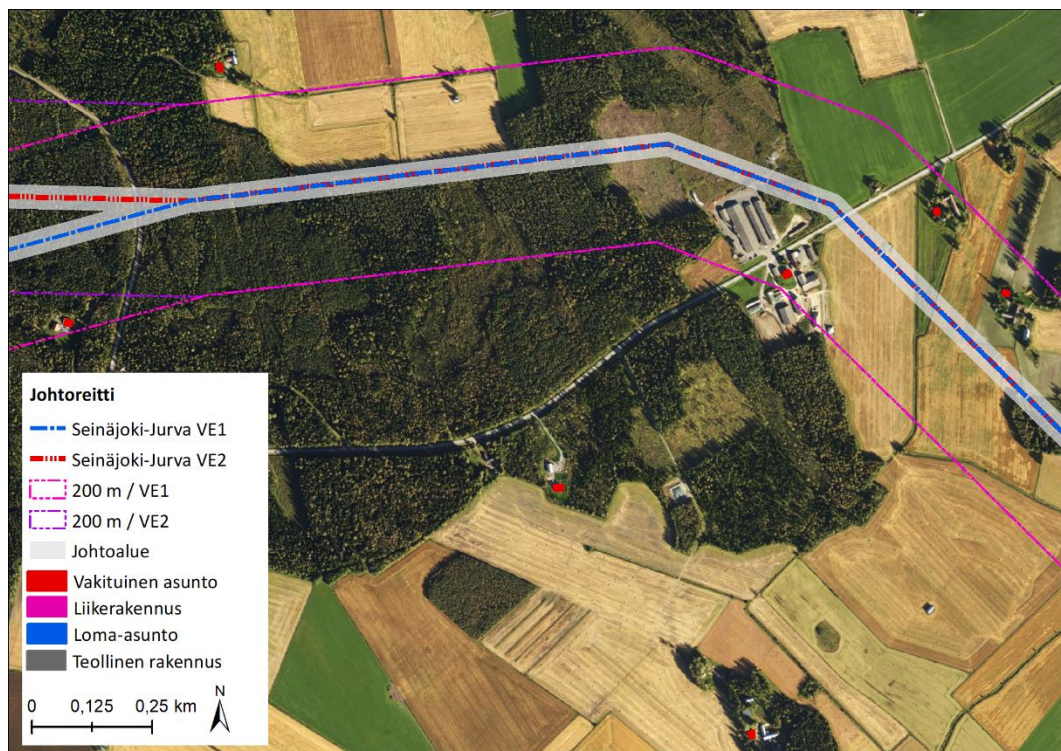 Johtoreitti
Seinäjoki-Jurva VE1
Seinäjoki-Jurva VE2
200 m / VE1
200 m / VE2
Johtoalue
Vakituinen asunto
Liikerakennus
Loma-asunto
Teollinen rakennus
0 0,125 0,25 km
N